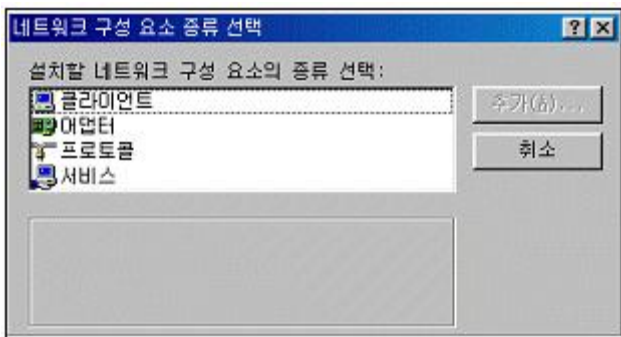 네트워크 구성 요소 종류 선택
설치할 네트워크 구성 요소의 종류 선택:
클라이언트
어댑터
프로토콜
서비스
추가(A)...
취소